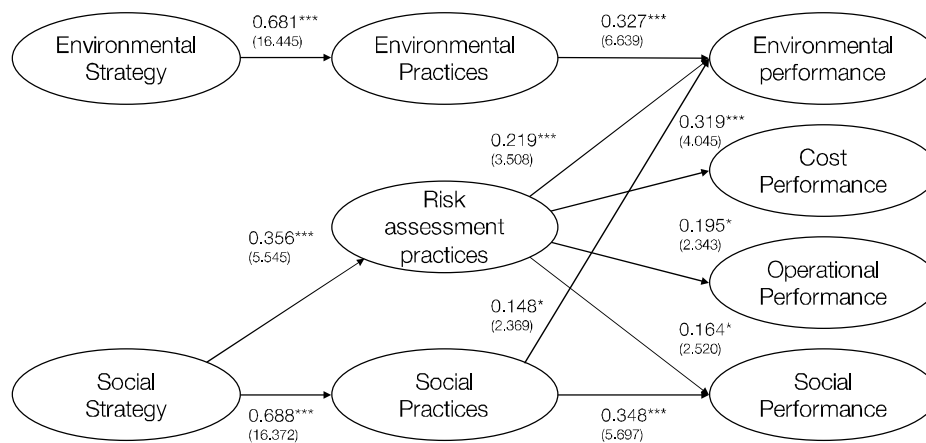 0.681***
(16.445)
0.327***
(6.639)
Environmental
Strategy
Environmental
Practices
Environmental
performance
0.219***
(3.508)
0.319***
(4.045)
Cost
Performance
Risk
assessment
practices
0.356***
(5.545)
0.195*
(2.343)
Operational
Performance
0.148*
(2.369)
0.164*
(2.520)
Social
Strategy
Social
Practices
Social
Performance
0.688***
(16.372)
0.348***
(5.697)